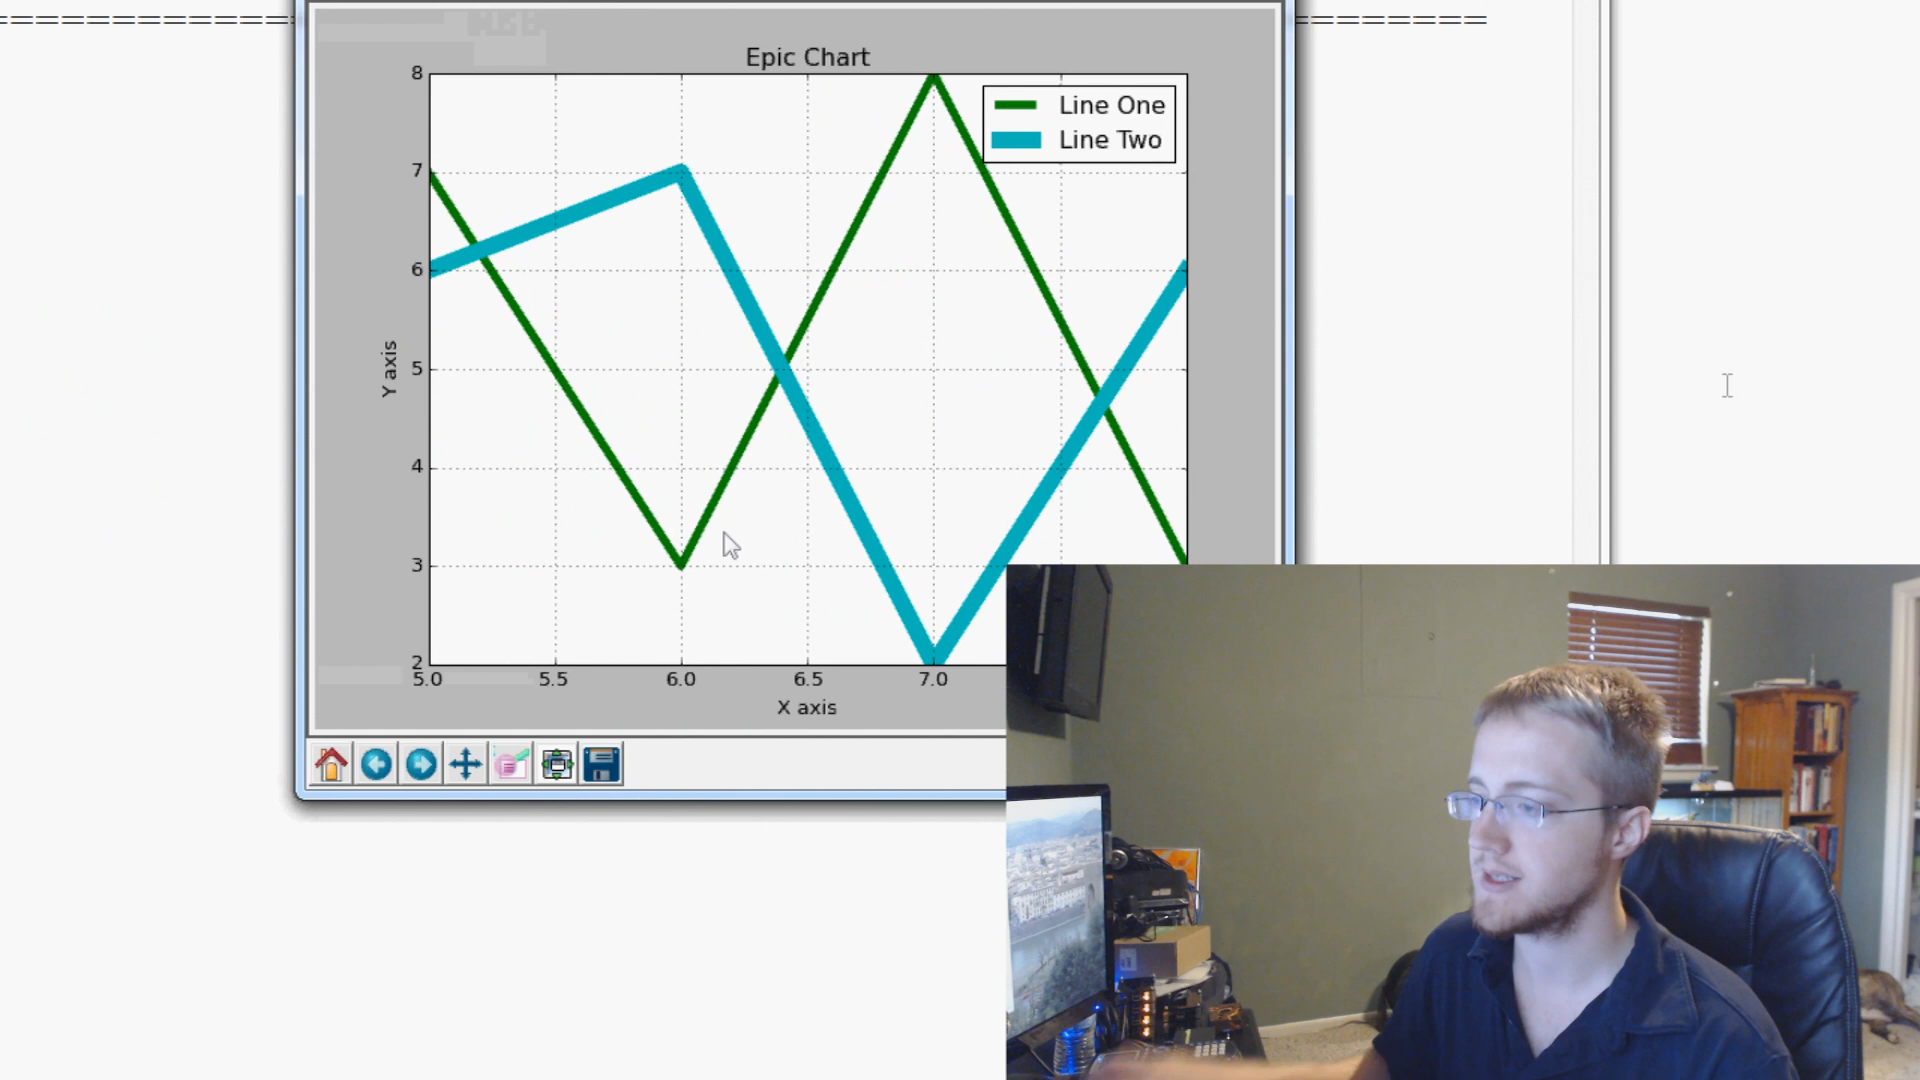 ====================
Epic Chart
8
Line One
Line Two
7
6
5
4
3
2
Y axis
5.0 5.5 6.0 6.5 7.0
X axis